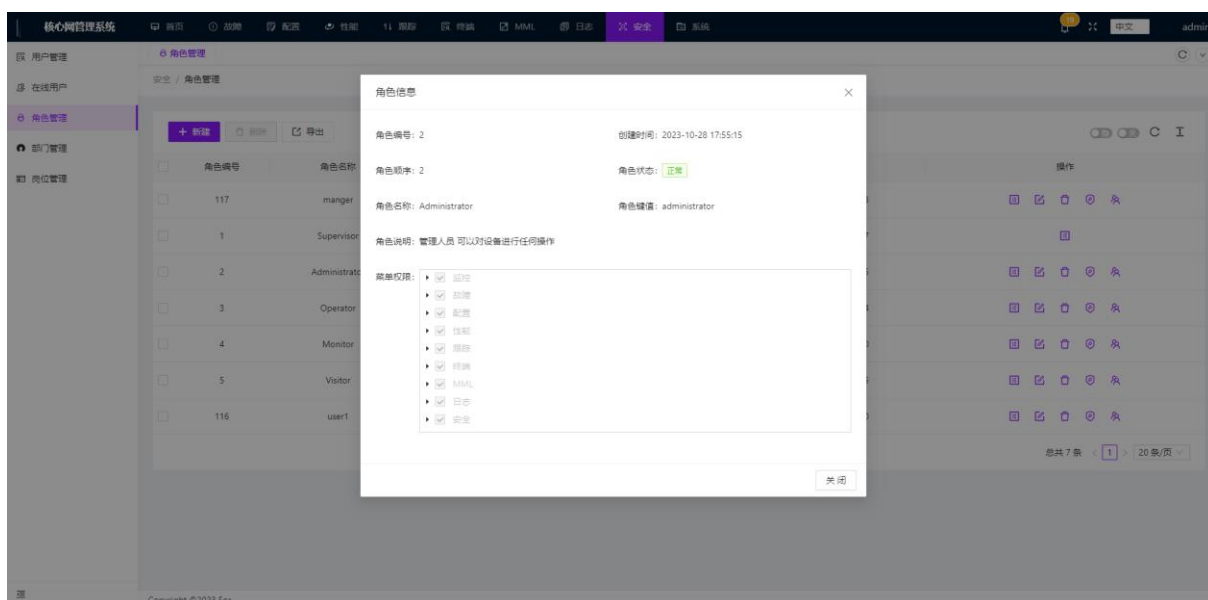 核心网管理系统 首页 故障 配置 性能 跟踪 终端 MML 日志 安全 系统 19 中文 admin
用户管理
在线用户
角色管理
部门管理
岗位管理
角色管理
安全 / 角色管理
新建 删除 导出
角色编号 角色名称 操作
117 manger
1 Supervisor
2 Administrato
3 Operator
4 Monitor
5 Visitor
116 user1
总共 7 条 < 1 > 20 条/页
角色信息
角色编号: 2 创建时间: 2023-10-28 17:55:15
角色顺序: 2 角色状态: 正常
角色名称: Administrator 角色键值: administrator
角色说明: 管理人员 可以对设备进行任何操作
菜单权限:
监控
故障
配置
性能
跟踪
终端
MML
日志
安全
关闭
Copyright ©2023 For